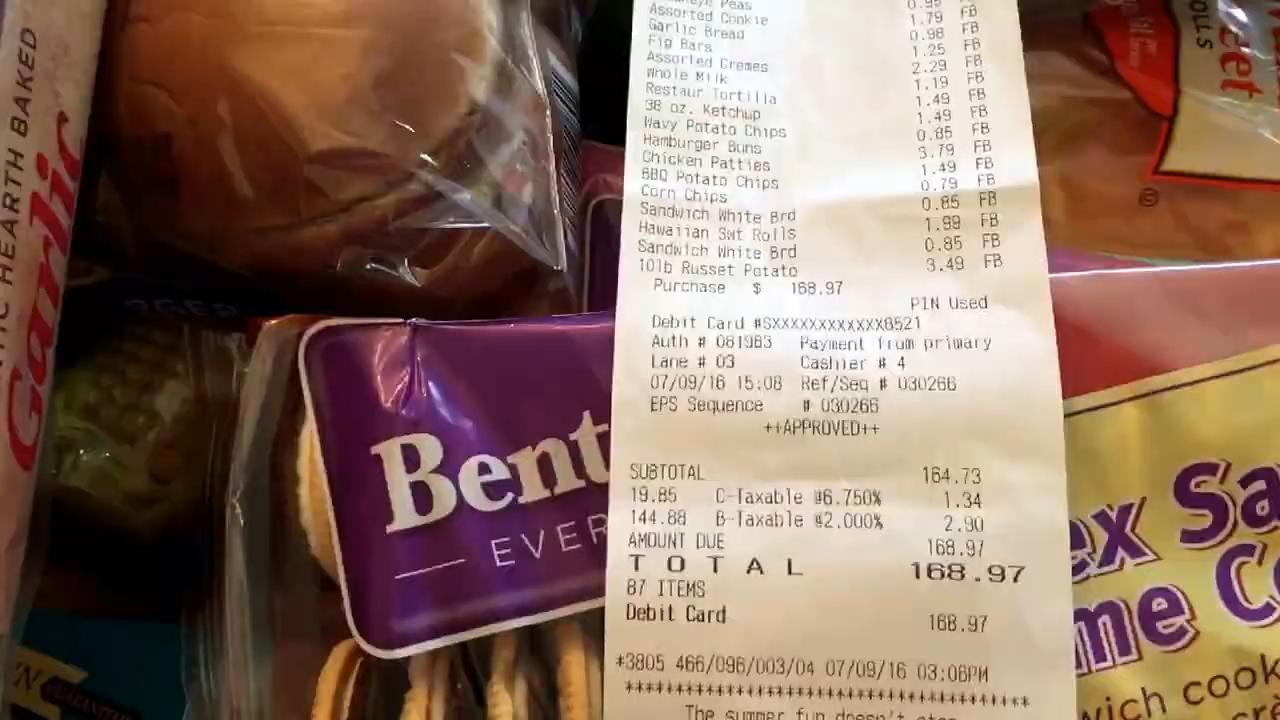 Peas
Assorted Cookie 0.95 FB
Garlic Bread 1.79 FB
Fig Bars 0.98 FB
Assorted Cremes 1.25 FB
Whole Milk 2.29 FB
Restaur Tortilla 1.19 FB
38 oz. Ketchup 1.49 FB
Wavy Potato Chips 1.49 FB
Hamburger Buns 0.85 FB
Chicken Patties 3.79 FB
BBQ Potato Chips 1.49 FB
Corn Chips 0.79 FB
Sandwich White Brd 0.85 FB
Hawaiian Swt Rolls 1.99 FB
Sandwich White Brd 0.85 FB
10lb Russet Potato 3.49 FB
Purchase $ 168.97
PIN Used
Debit Card #SXXXXXXXXXXXX8521
Auth # 081983 Payment from primary
Lane # 03 Cashier # 4
07/09/16 15:08 Ref/Seq # 030266
EPS Sequence # 030266
++APPROVED++
SUBTOTAL 164.73
19.85 C-Taxable @6.750% 1.34
144.88 B-Taxable @2.000% 2.90
AMOUNT DUE 168.97
TOTAL 168.97
87 ITEMS
Debit Card 168.97
*3805 466/096/003/04 07/09/16 03:06PM
****************************************
The summer fun doesn't stop
HEARTH BAKED
Garlic
Bent
EVER
eet
OLLS
ex Sa
me C
wich cook